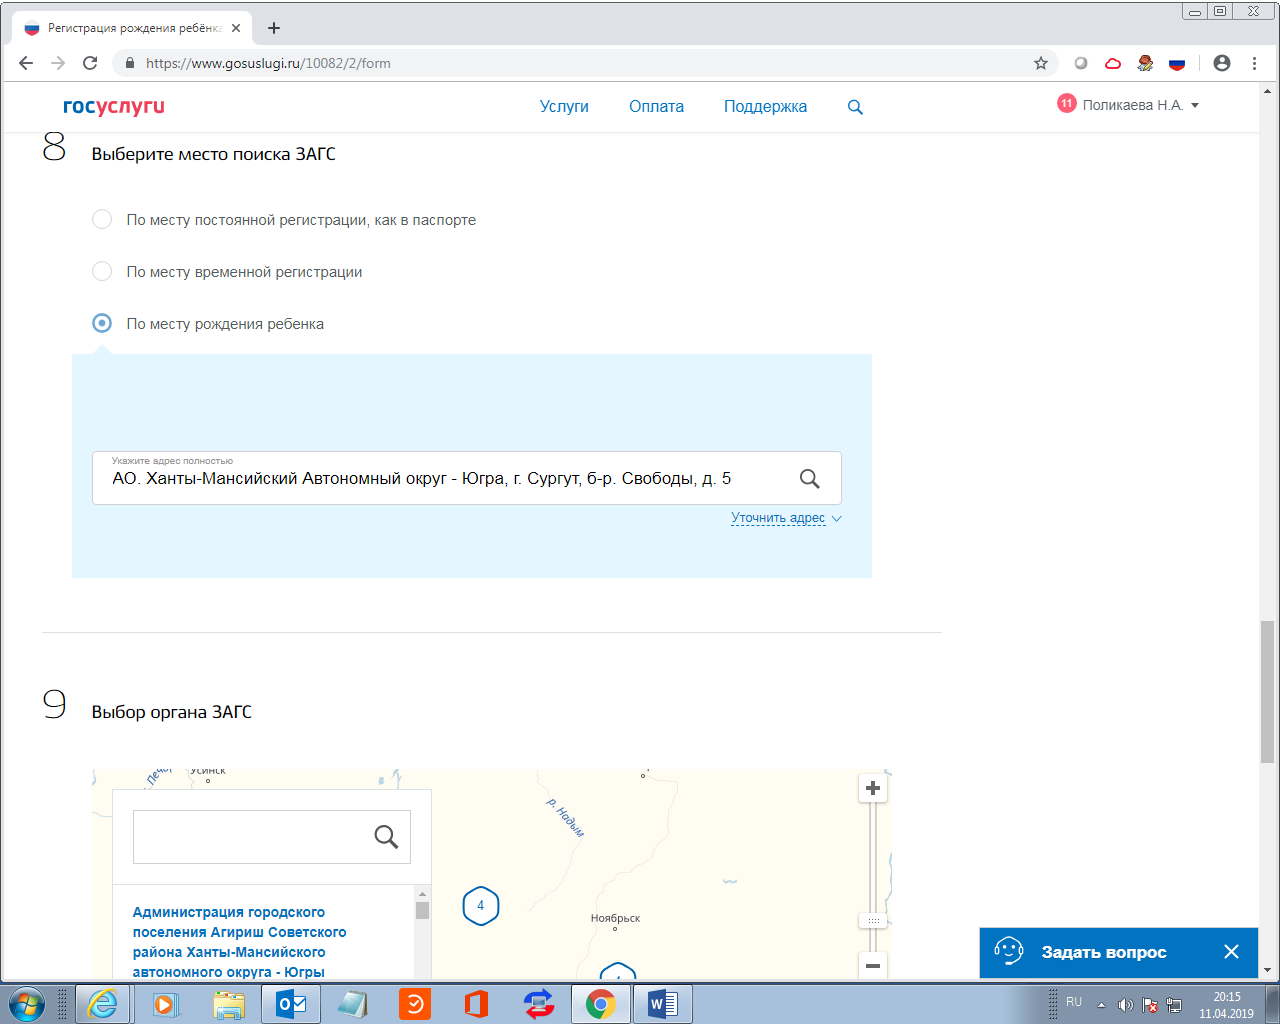 Регистрация рождения ребёнка
https://www.gosuslugi.ru/10082/2/form
госуслуги
Услуги
Оплата
Поддержка
11
Поликаева Н.А.
8
Выберите место поиска ЗАГС
По месту постоянной регистрации, как в паспорте
По месту временной регистрации
По месту рождения ребенка
Укажите адрес полностью
АО. Ханты-Мансийский Автономный округ - Югра, г. Сургут, б-р. Свободы, д. 5
Уточнить адрес
9
Выбор органа ЗАГС
Усинск
р. Надым
4
Ноябрьск
Администрация городского
поселения Агириш Советского
района Ханты-Мансийского
автономного округа - Югры
Задать вопрос
RU
20:15
11.04.2019